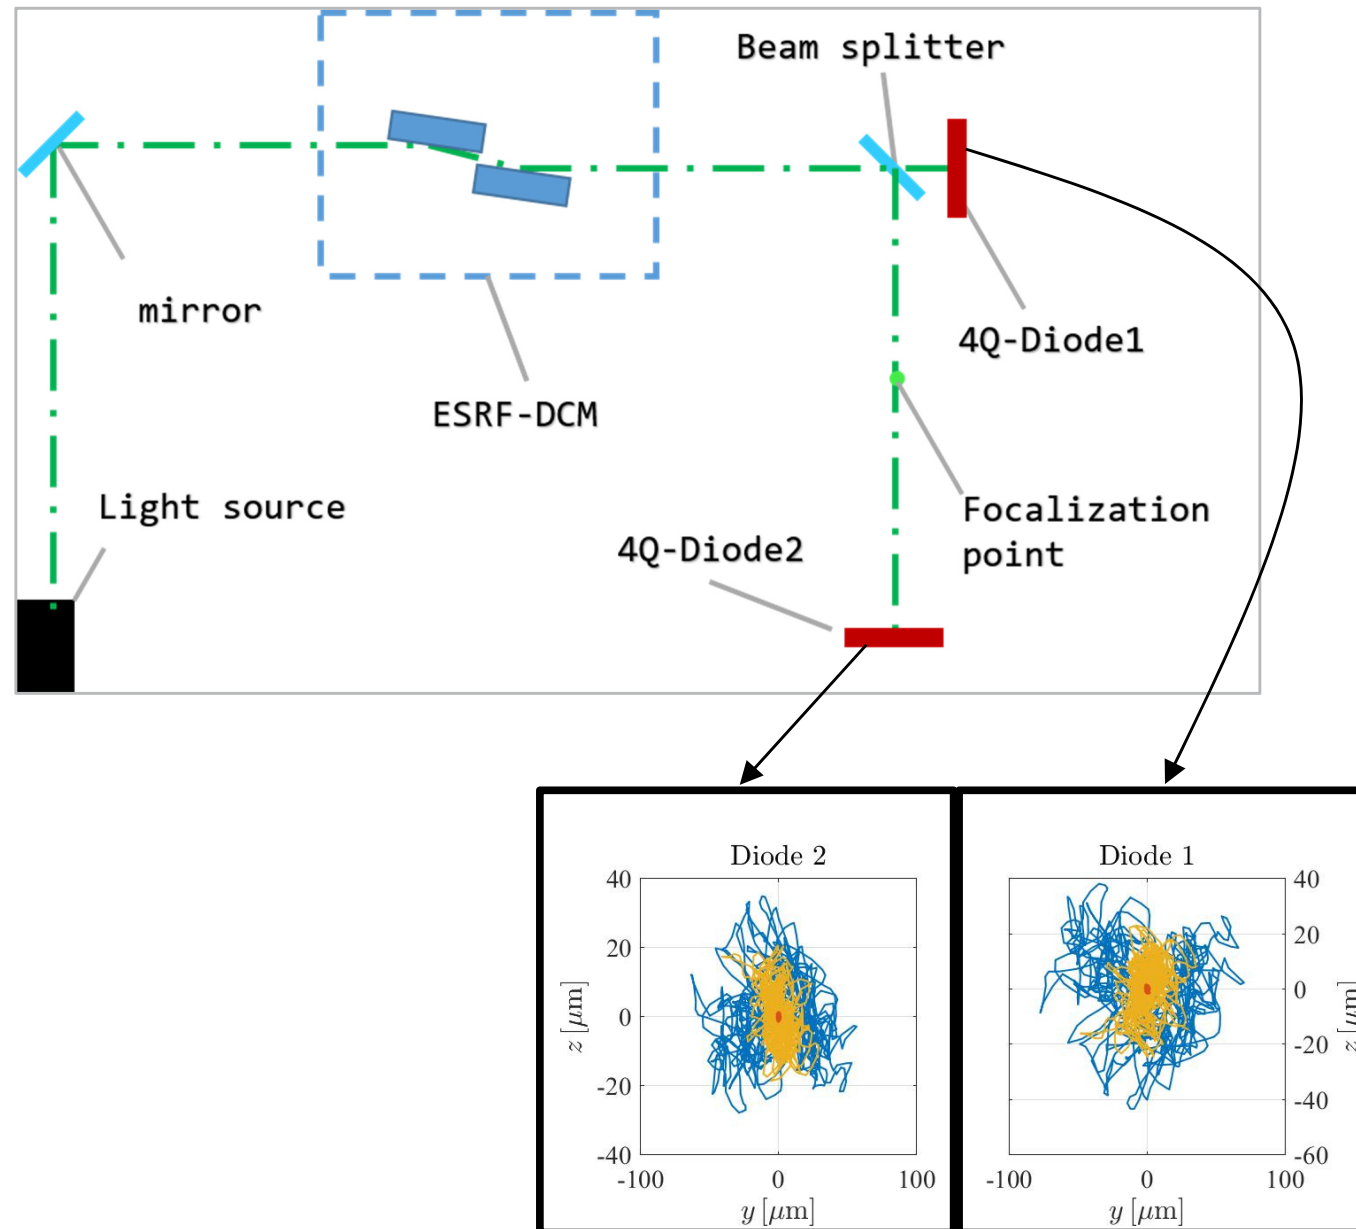 Beam splitter
mirror
4Q-Diode1
ESRF-DCM
Light source
Focalization
point
4Q-Diode2
Diode 2
40
20
0
-20
-40
z [μm]
-100
0
100
y [μm]
Diode 1
40
20
0
-20
-40
-60
z [μm]
-100
0
100
y [μm]